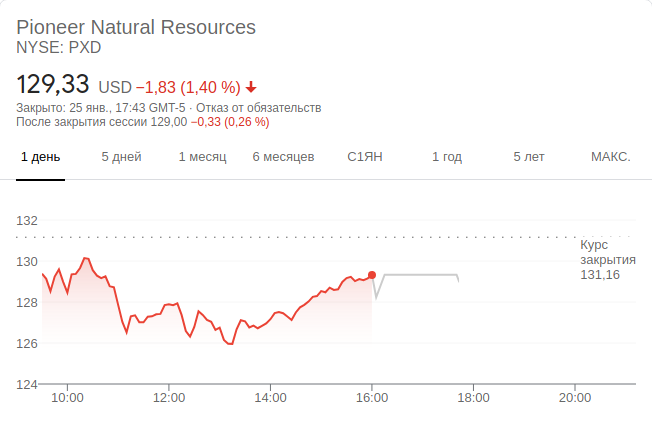 Pioneer Natural Resources
NYSE: PXD
129,33 USD −1,83 (1,40 %)
Закрыто: 25 янв., 17:43 GMT-5 · Отказ от обязательств
После закрытия сессии 129,00 −0,33 (0,26 %)
1 день 5 дней 1 месяц 6 месяцев С1ЯН 1 год 5 лет МАКС.
132
130
128
126
124
Курс
закрытия
131,16
10:00 12:00 14:00 16:00 18:00 20:00